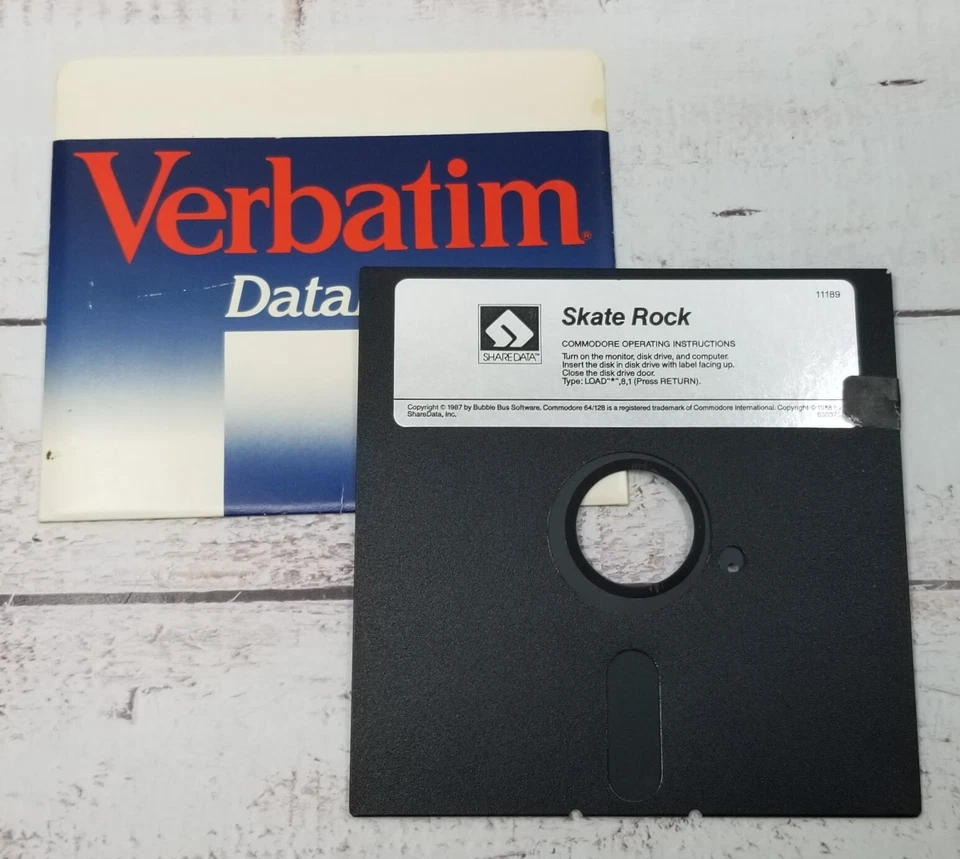 Verbatim®
Data
11189
Skate Rock
SHAREDATA™
COMMODORE OPERATING INSTRUCTIONS
Turn on the monitor, disk drive, and computer.
Insert the disk in disk drive with label facing up.
Close the disk drive door.
Type: LOAD"*",8,1 (Press RETURN).
Copyright © 1987 by Bubble Bus Software. Commodore 64/128 is a registered trademark of Commodore International. Copyright © 1988
ShareData, Inc.